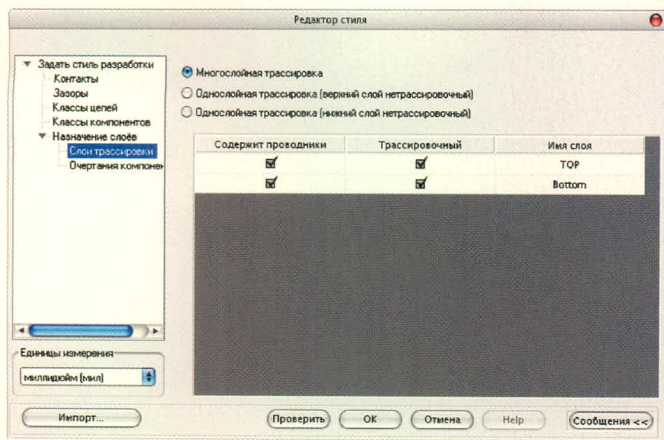 Редактор стиля
Задать стиль разработки
Контакты
Зазоры
Классы цепей
Классы компонентов
Назначение слоёв
Слои трассировки
Очертания компонен
Многослойная трассировка
Однослойная трассировка (верхний слой нетрассировочный)
Однослойная трассировка (нижний слой нетрассировочный)
Содержит проводники Трассировочный Имя слоя
TOP
Bottom
Единицы измерения
миллидюйм (мил)
Импорт... Проверить OK Отмена Help Сообщения <<